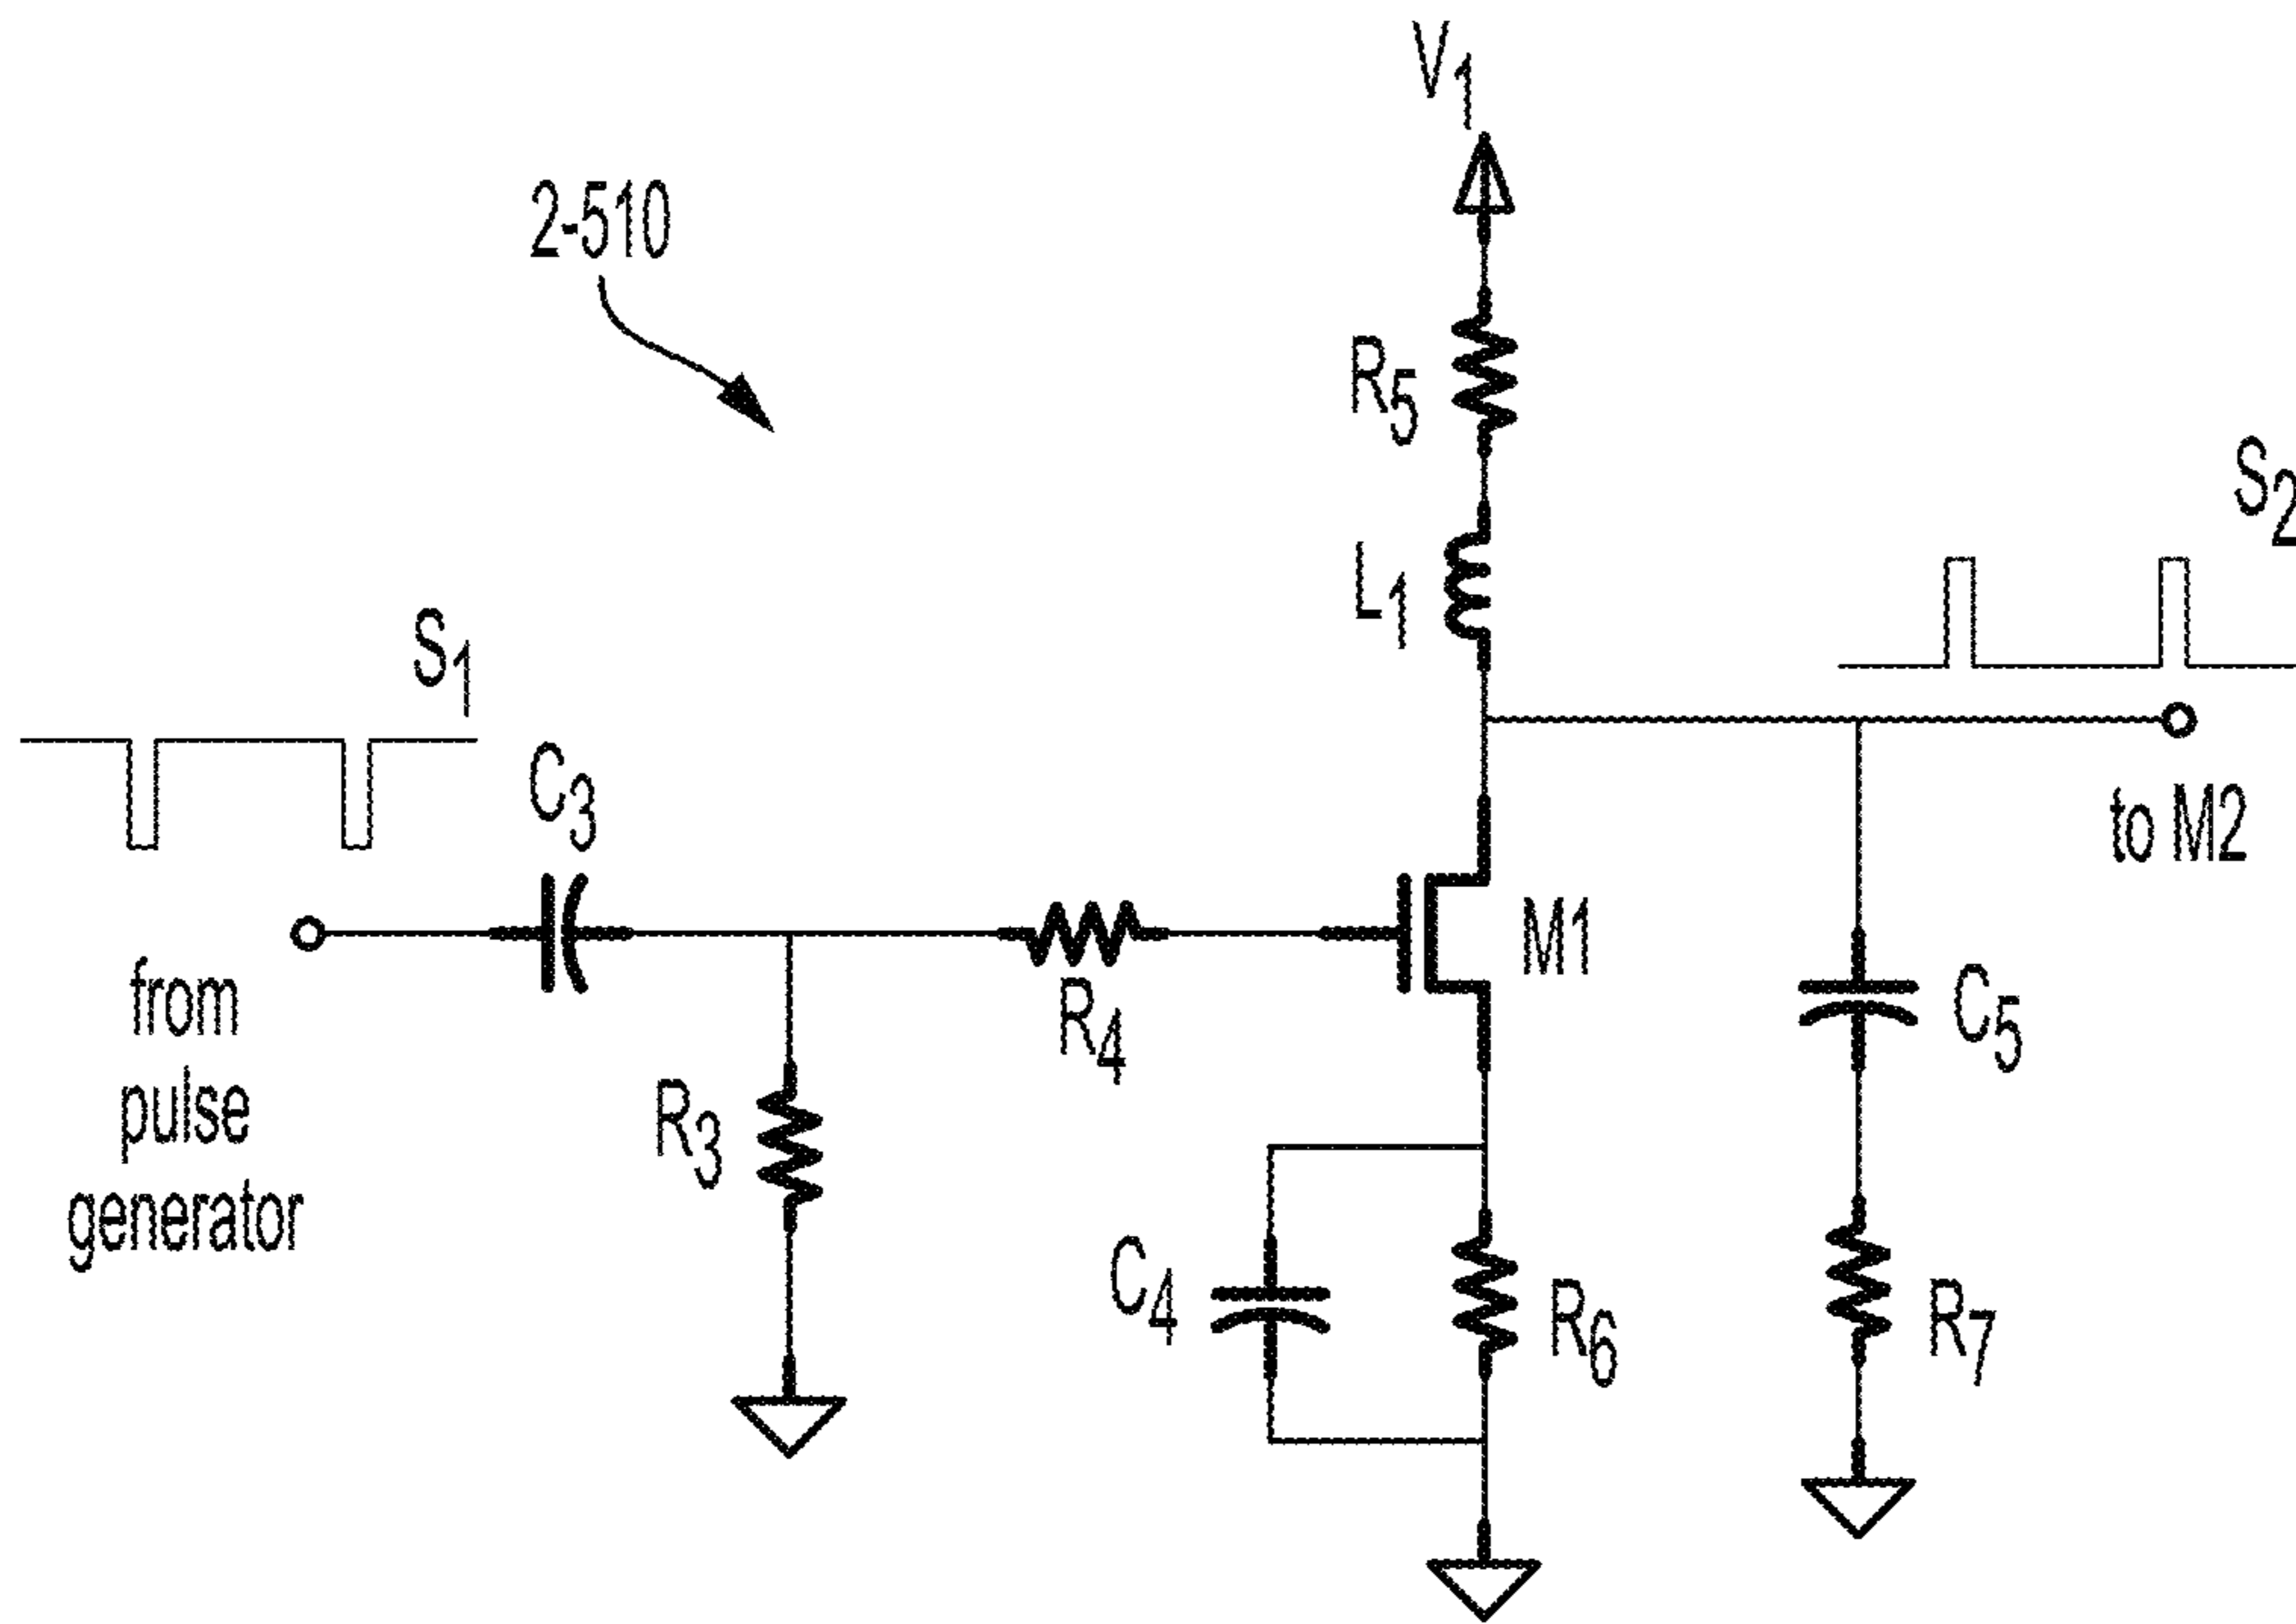 V1
2-510
R5
S2
L1
S1
C3
to M2
M1
R4
C5
from
pulse
generator
R3
C4
R6
R7